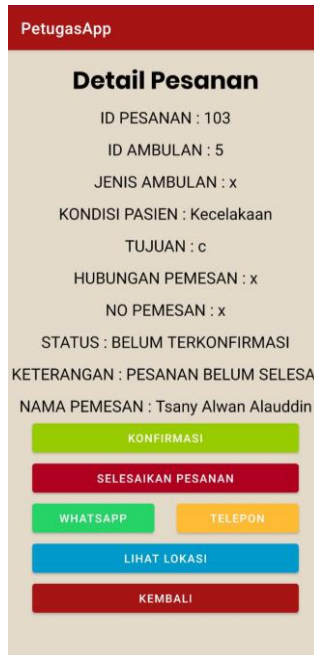 PetugasApp
Detail Pesanan
ID PESANAN : 103
ID AMBULAN : 5
JENIS AMBULAN : x
KONDISI PASIEN : Kecelakaan
TUJUAN : c
HUBUNGAN PEMESAN : x
NO PEMESAN : x
STATUS : BELUM TERKONFIRMASI
KETERANGAN : PESANAN BELUM SELESA
NAMA PEMESAN : Tsany Alwan Alauddin
KONFIRMASI
SELESAIKAN PESANAN
WHATSAPP TELEPON
LIHAT LOKASI
KEMBALI